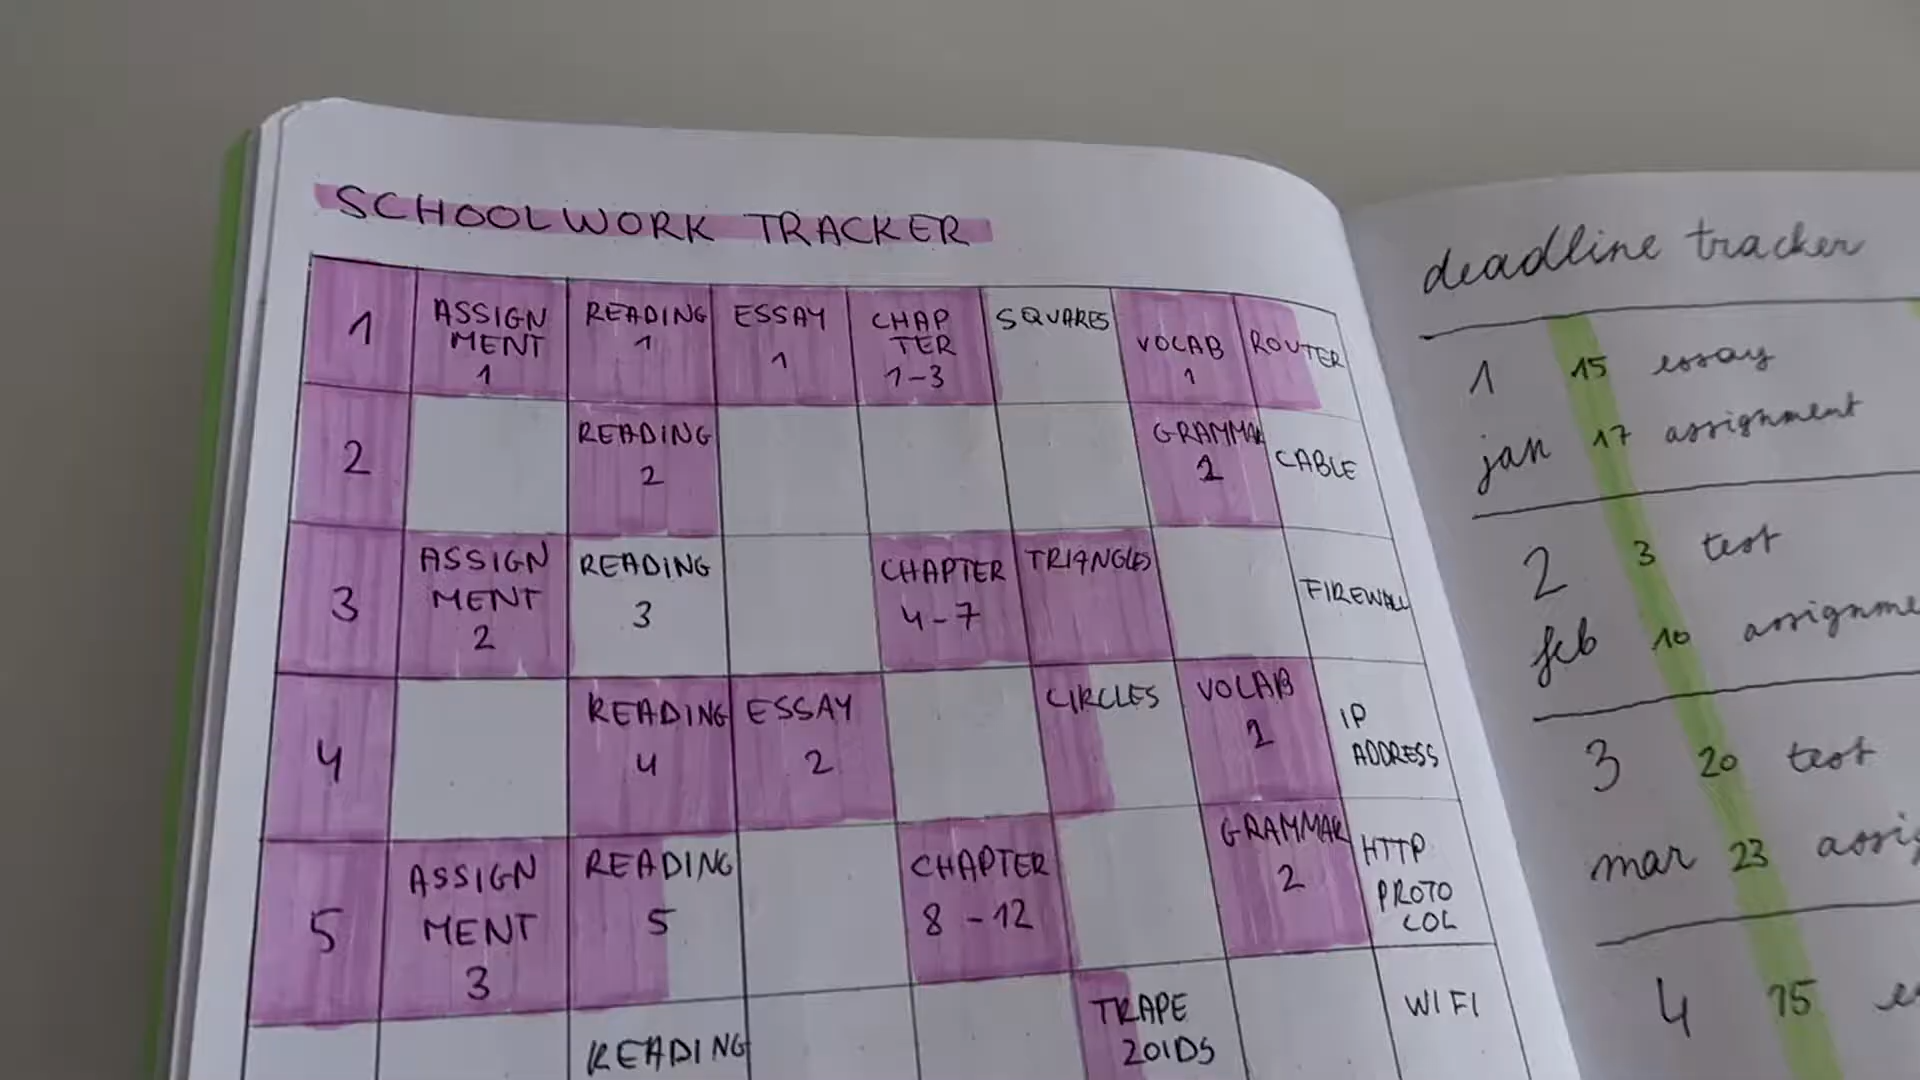 SCHOOLWORK TRACKER
1
ASSIGN
MENT
1
READING
1
ESSAY
1
CHAP
TER
1-3
SQUARES
VOCAB
1
ROUTER
2
READING
2
GRAMMAR
1
CABLE
3
ASSIGN
MENT
2
READING
3
CHAPTER
4-7
TRIANGLES
FIREWALL
4
READING
4
ESSAY
2
CIRCLES
VOCAB
2
IP
ADDRESS
5
ASSIGN
MENT
3
READING
5
CHAPTER
8-12
GRAMMAR
2
HTTP
PROTO
COL
READING
TRAPE
ZOIDS
WIFI
deadline tracker
1 15 essay
jan 17 assignment
2 3 test
feb 10 assignme
3 20 test
mar 23 assig
4 15